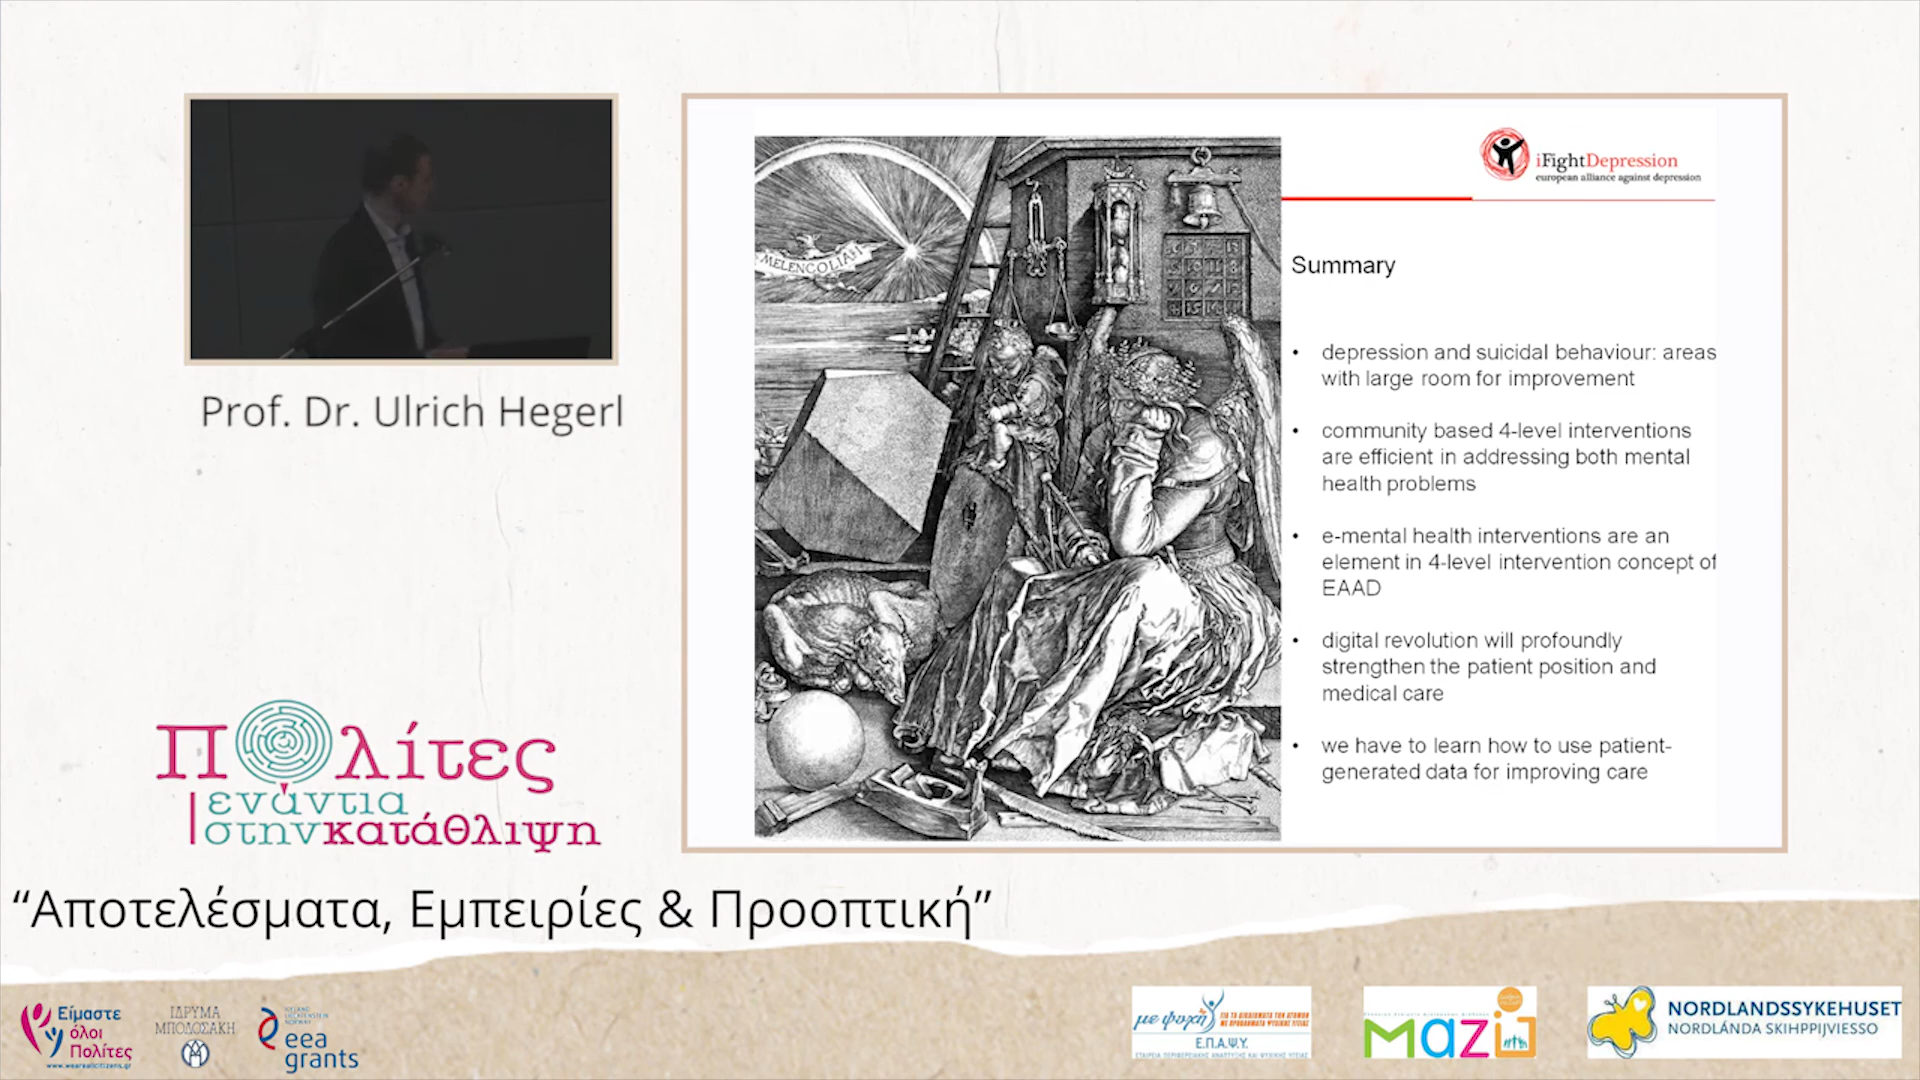 Prof. Dr. Ulrich Hegerl
MELENCOLIA I
iFightDepression
european alliance against depression
Summary
• depression and suicidal behaviour: areas
with large room for improvement
• community based 4-level interventions
are efficient in addressing both mental
health problems
• e-mental health interventions are an
element in 4-level intervention concept of
EAAD
• digital revolution will profoundly
strengthen the patient position and
medical care
• we have to learn how to use patient-
generated data for improving care
Πολίτες
ενάντια
στην κατάθλιψη
“Αποτελέσματα, Εμπειρίες & Προοπτική”
Είμαστε
όλοι
Πολίτες
www.weareallcitizens.gr
ΙΔΡΥΜΑ
ΜΠΟΔΟΣΑΚΗ
ICELAND
LIECHTENSTEIN
NORWAY
eea
grants
με ψυχή
ΓΙΑ ΤΑ ΔΙΚΑΙΩΜΑΤΑ ΤΩΝ ΑΤΟΜΩΝ
ΜΕ ΠΡΟΒΛΗΜΑΤΑ ΨΥΧΙΚΗΣ ΥΓΕΙΑΣ
Ε.Π.Α.Ψ.Υ.
ΕΤΑΙΡΕΙΑ ΠΕΡΙΦΕΡΕΙΑΚΗΣ ΑΝΑΠΤΥΞΗΣ ΚΑΙ ΨΥΧΙΚΗΣ ΥΓΕΙΑΣ
μαζί
NORDLANDSSYKEHUSET
NORDLÁNDA SKIHPPIJVIESSO